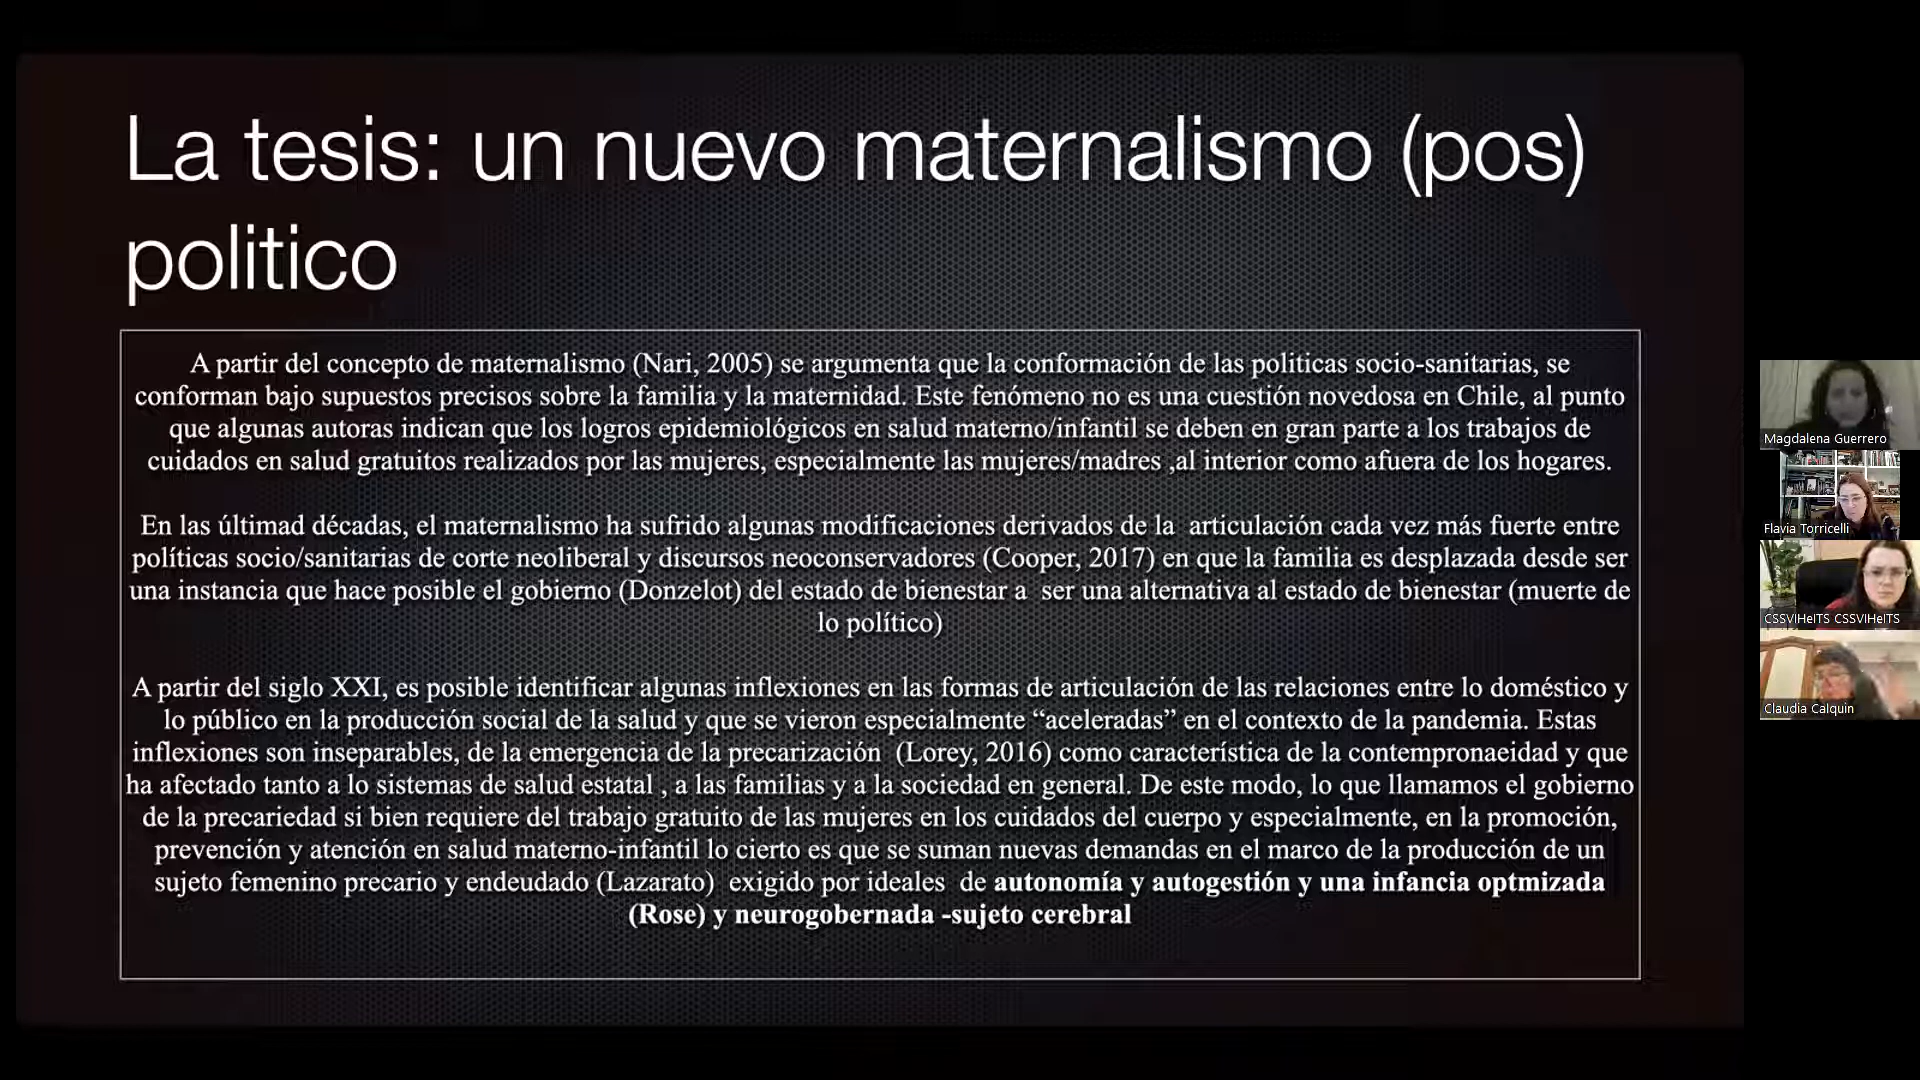 La tesis: un nuevo maternalismo (pos)
politico
A partir del concepto de maternalismo (Nari, 2005) se argumenta que la conformación de las politicas socio-sanitarias, se
conforman bajo supuestos precisos sobre la familia y la maternidad. Este fenómeno no es una cuestión novedosa en Chile, al punto
que algunas autoras indican que los logros epidemiológicos en salud materno/infantil se deben en gran parte a los trabajos de
cuidados en salud gratuitos realizados por las mujeres, especialmente las mujeres/madres ,al interior como afuera de los hogares.
En las últimad décadas, el maternalismo ha sufrido algunas modificaciones derivados de la articulación cada vez más fuerte entre
políticas socio/sanitarias de corte neoliberal y discursos neoconservadores (Cooper, 2017) en que la familia es desplazada desde ser
una instancia que hace posible el gobierno (Donzelot) del estado de bienestar a ser una alternativa al estado de bienestar (muerte de
lo político)
A partir del siglo XXI, es posible identificar algunas inflexiones en las formas de articulación de las relaciones entre lo doméstico y
lo público en la producción social de la salud y que se vieron especialmente “aceleradas” en el contexto de la pandemia. Estas
inflexiones son inseparables, de la emergencia de la precarización (Lorey, 2016) como característica de la contempronaeidad y que
ha afectado tanto a lo sistemas de salud estatal , a las familias y a la sociedad en general. De este modo, lo que llamamos el gobierno
de la precariedad si bien requiere del trabajo gratuito de las mujeres en los cuidados del cuerpo y especialmente, en la promoción,
prevención y atención en salud materno-infantil lo cierto es que se suman nuevas demandas en el marco de la producción de un
sujeto femenino precario y endeudado (Lazarato) exigido por ideales de autonomía y autogestión y una infancia optmizada
(Rose) y neurogobernada -sujeto cerebral
Magdalena Guerrero
Flavia Torricelli
CSSVIHeITS CSSVIHeITS
Claudia Calquin